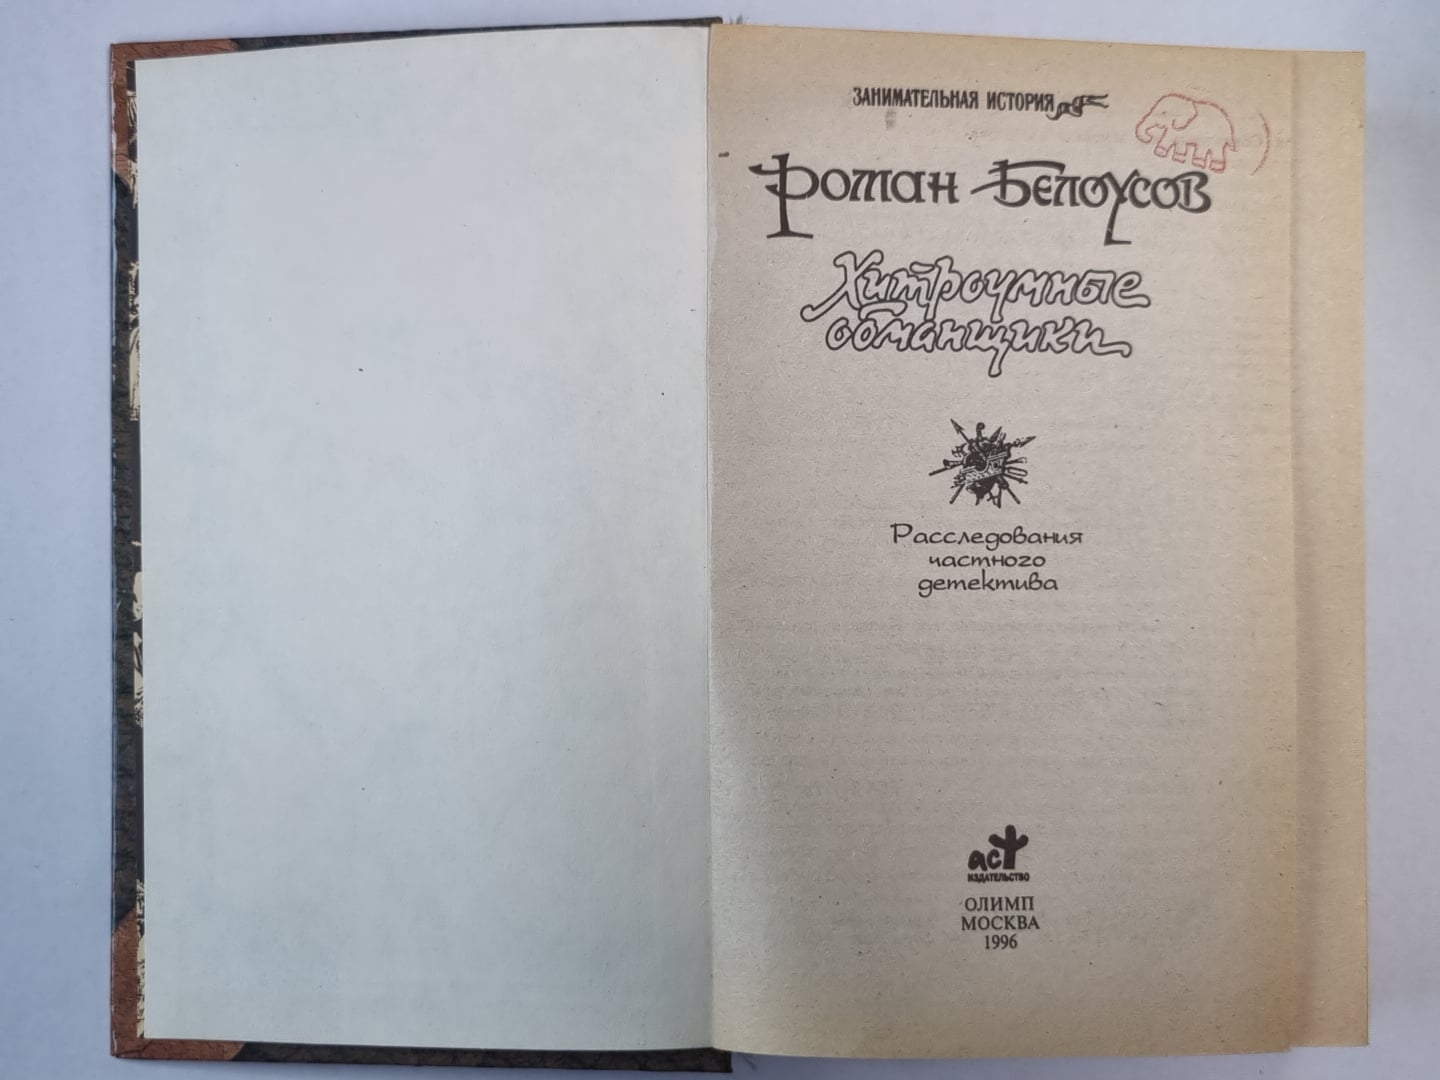 ЗАНИМАТЕЛЬНАЯ ИСТОРИЯ
Роман Белоусов
Хитроумные
обманщики
Расследования
частного
детектива
аст
ИЗДАТЕЛЬСТВО
ОЛИМП
МОСКВА
1996